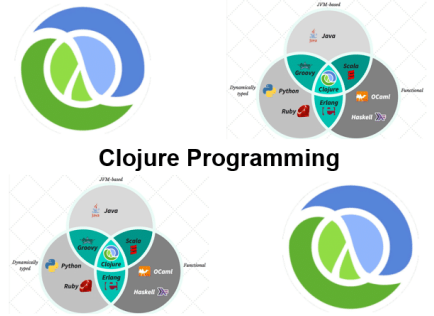 JVM-based
Java
Groovy
Scala
Dynamically
typed
Functional
Python
Clojure
OCaml
Ruby
Erlang
Haskell
Clojure Programming
JVM-based
Java
Groovy
Scala
Dynamically
typed
Functional
Python
Clojure
OCaml
Ruby
Erlang
Haskell